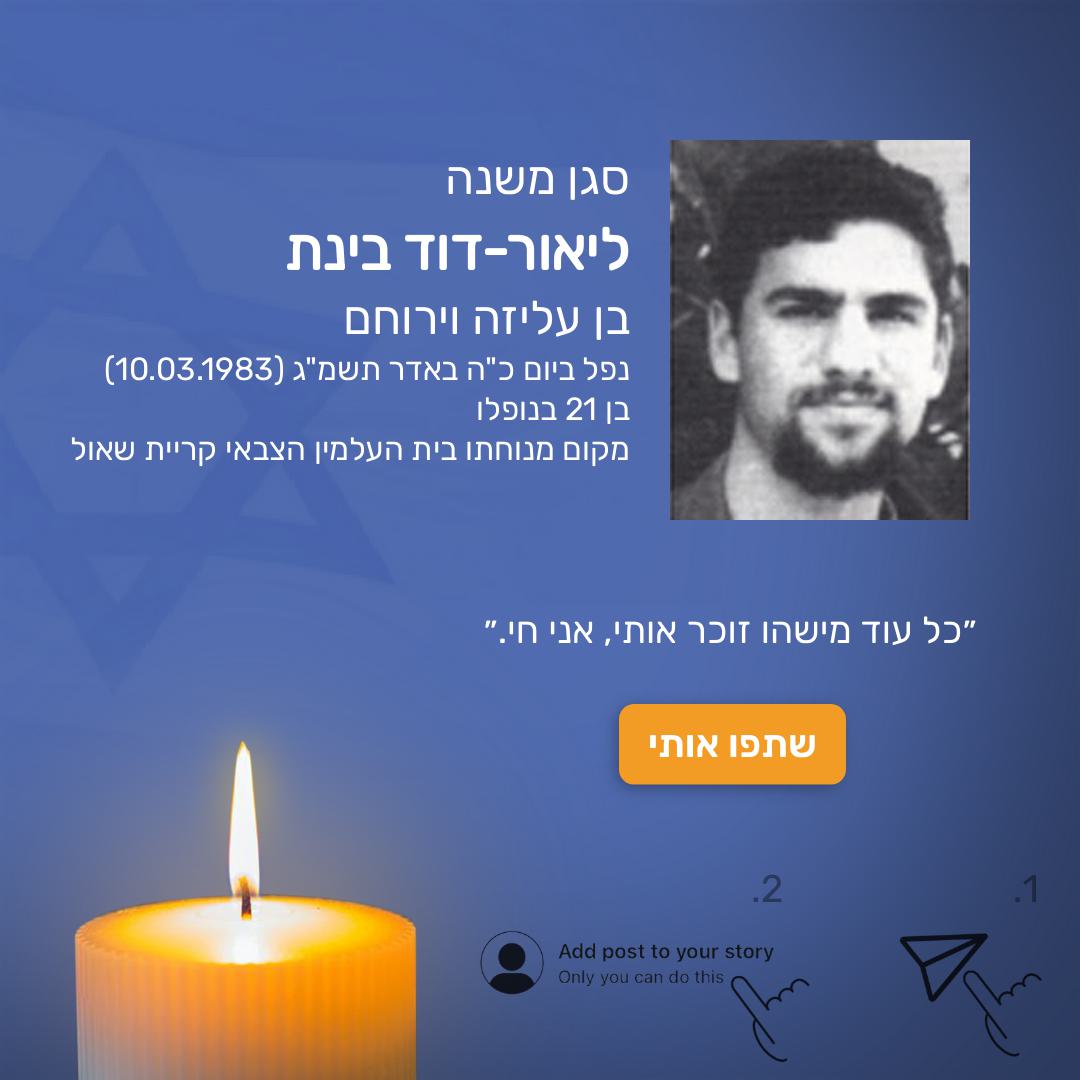 סגן משנה
ליאור-דוד בינת
בן עליזה וירוחם
נפל ביום כ"ה באדר תשמ"ג (10.03.1983)
בן 21 בנופלו
מקום מנוחתו בית העלמין הצבאי קריית שאול
״כל עוד מישהו זוכר אותי, אני חי.״
שתפו אותי
.1
.2
Add post to your story
Only you can do this